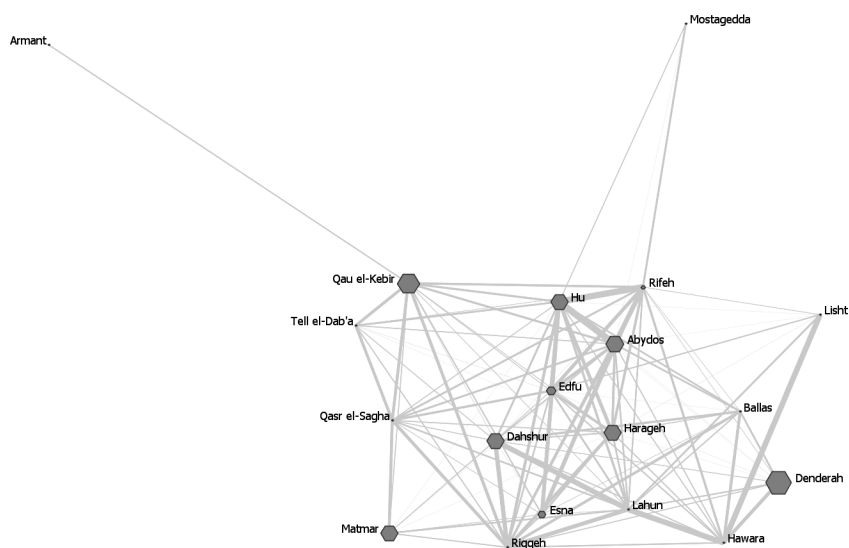 Mostagedda
Armant
Qau el-Kebir
Rifeh
Hu
Lisht
Tell el-Dab'a
Abydos
Edfu
Ballas
Qasr el-Sagha
Harageh
Dahshur
Denderah
Lahun
Esna
Matmar
Hawara
Riqqeh